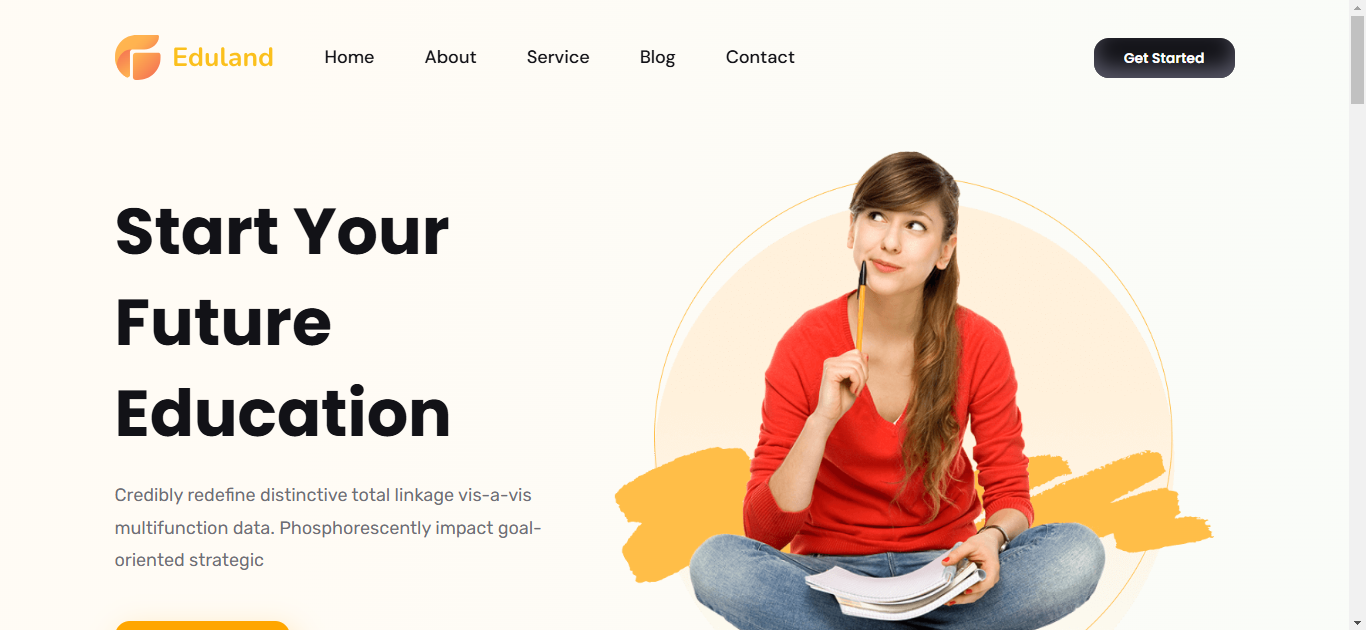 Eduland Home About Service Blog Contact Get Started
Start Your
Future
Education
Credibly redefine distinctive total linkage vis-a-vis
multifunction data. Phosphorescently impact goal-
oriented strategic